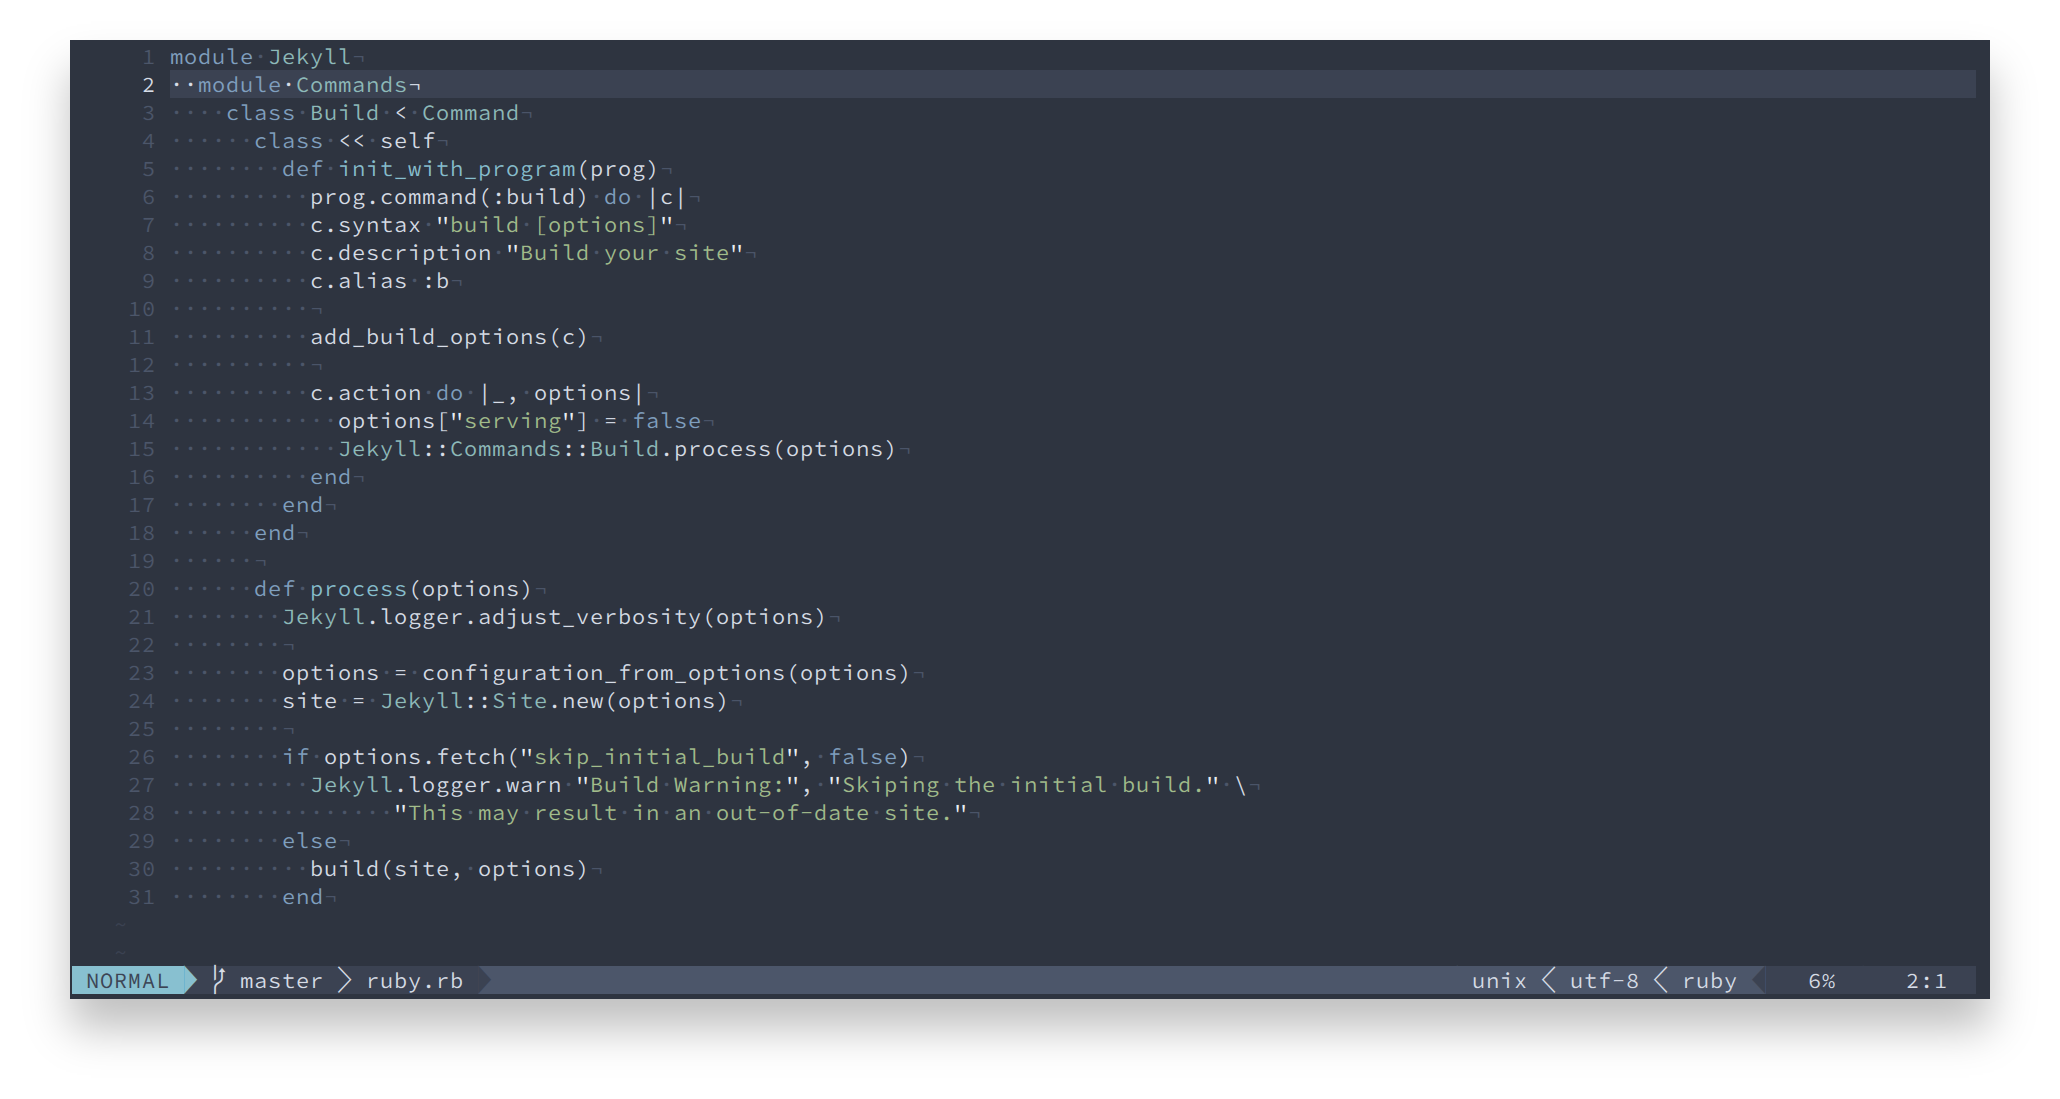 1 module Jekyll¬
2 ··module·Commands¬
3 ····class·Build·<·Command¬
4 ······class·<<·self¬
5 ········def·init_with_program(prog)¬
6 ··········prog.command(:build)·do·|c|¬
7 ··········c.syntax·"build·[options]"¬
8 ··········c.description·"Build·your·site"¬
9 ··········c.alias·:b¬
10 ··········¬
11 ··········add_build_options(c)¬
12 ··········¬
13 ··········c.action·do·|_,·options|¬
14 ············options["serving"]·=·false¬
15 ············Jekyll::Commands::Build.process(options)¬
16 ··········end¬
17 ········end¬
18 ······end¬
19 ······¬
20 ······def·process(options)¬
21 ········Jekyll.logger.adjust_verbosity(options)¬
22 ········¬
23 ········options·=·configuration_from_options(options)¬
24 ········site·=·Jekyll::Site.new(options)¬
25 ········¬
26 ········if·options.fetch("skip_initial_build",·false)¬
27 ··········Jekyll.logger.warn·"Build·Warning:",·"Skiping·the·initial·build."·\¬
28 ················"This·may·result·in·an·out-of-date·site."¬
29 ········else¬
30 ··········build(site,·options)¬
31 ········end¬
~
~
NORMAL master > ruby.rb unix < utf-8 < ruby 6% 2:1